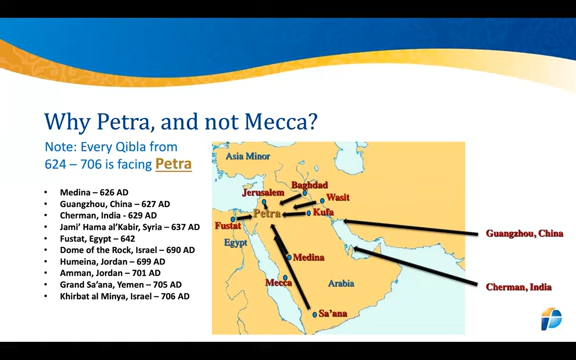 Why Petra, and not Mecca?
Note: Every Qibla from
624 – 706 is facing Petra
• Medina – 626 AD
• Guangzhou, China – 627 AD
• Cherman, India - 629 AD
• Jami' Hama al'Kabir, Syria – 637 AD
• Fustat, Egypt – 642
• Dome of the Rock, Israel – 690 AD
• Humeina, Jordan – 699 AD
• Amman, Jordan – 701 AD
• Grand Sa'ana, Yemen – 705 AD
• Khirbat al Minya, Israel – 706 AD
Asia Minor
Baghdad
Jerusalem
Wasit
Petra
Kufa
Fustat
Egypt
Guangzhou, China
Medina
Mecca
Arabia
Cherman, India
Sa'ana